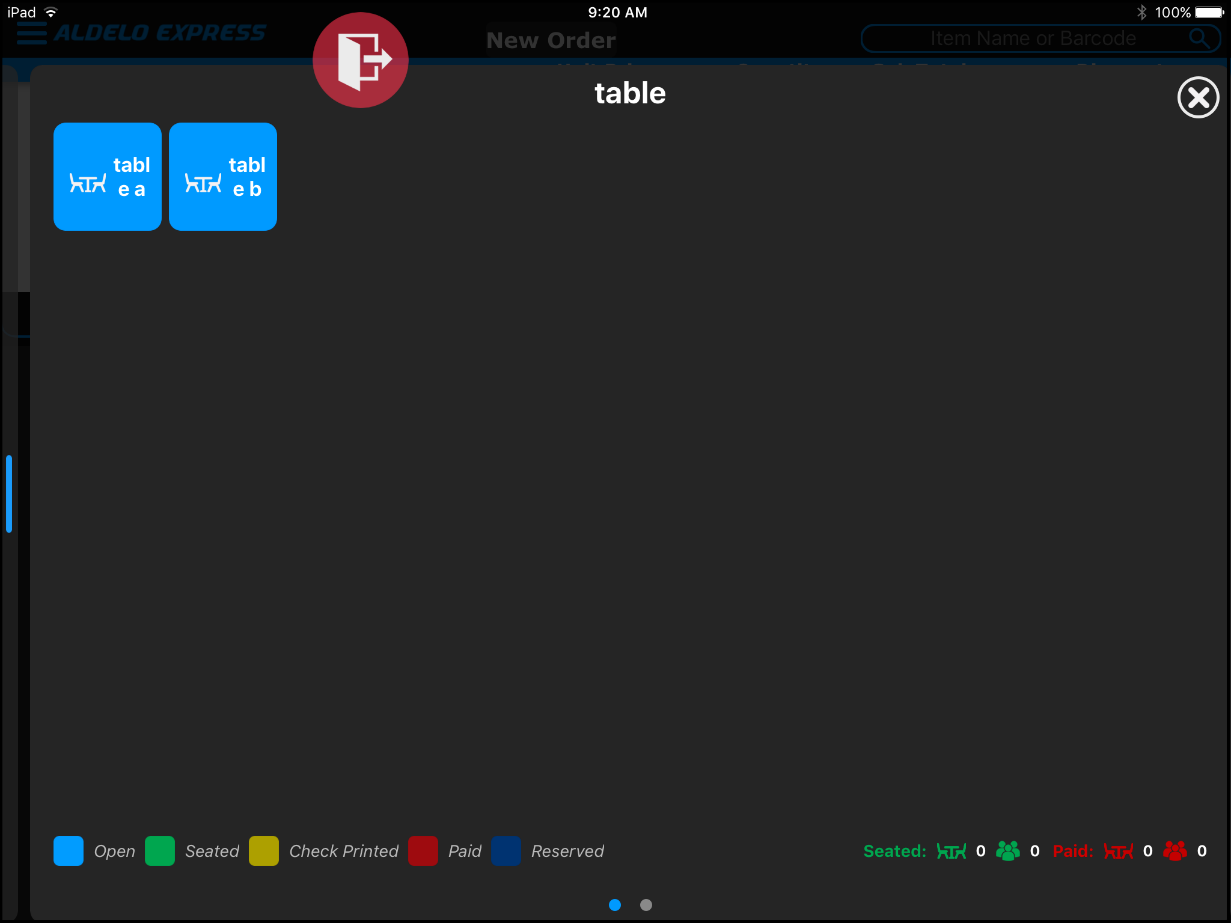 iPad 9:20 AM 100%
ALDELO EXPRESS New Order Item Name or Barcode
table
tabl
e a
tabl
e b
Open Seated Check Printed Paid Reserved Seated: 0 0 Paid: 0 0